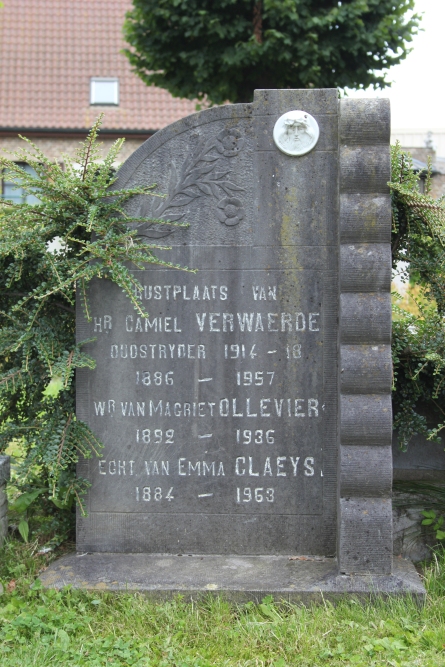 RUSTPLAATS VAN
HR CAMIEL VERWAERDE
OUDSTRYDER 1914 - 18
1886 - 1957
WR VAN MAGRIET OLLEVIER
1892 - 1936
ECHT VAN EMMA CLAEYS
1884 - 1963